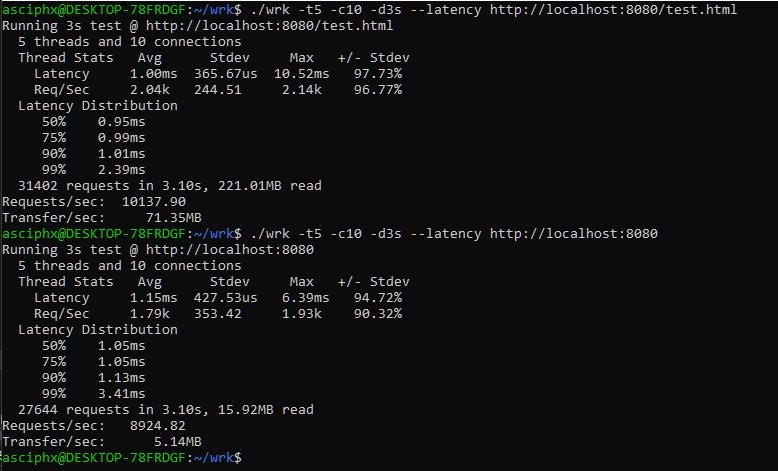 asciphx@DESKTOP-78FRDGF:~/wrk$ ./wrk -t5 -c10 -d3s --latency http://localhost:8080/test.html
Running 3s test @ http://localhost:8080/test.html
  5 threads and 10 connections
  Thread Stats   Avg      Stdev     Max   +/- Stdev
    Latency     1.00ms  365.67us  10.52ms   97.73%
    Req/Sec     2.04k   244.51     2.14k    96.77%
  Latency Distribution
     50%    0.95ms
     75%    0.99ms
     90%    1.01ms
     99%    2.39ms
  31402 requests in 3.10s, 221.01MB read
Requests/sec:  10137.90
Transfer/sec:     71.35MB
asciphx@DESKTOP-78FRDGF:~/wrk$ ./wrk -t5 -c10 -d3s --latency http://localhost:8080
Running 3s test @ http://localhost:8080
  5 threads and 10 connections
  Thread Stats   Avg      Stdev     Max   +/- Stdev
    Latency     1.15ms  427.53us   6.39ms   94.72%
    Req/Sec     1.79k   353.42     1.93k    90.32%
  Latency Distribution
     50%    1.05ms
     75%    1.05ms
     90%    1.13ms
     99%    3.41ms
  27644 requests in 3.10s, 15.92MB read
Requests/sec:   8924.82
Transfer/sec:      5.14MB
asciphx@DESKTOP-78FRDGF:~/wrk$